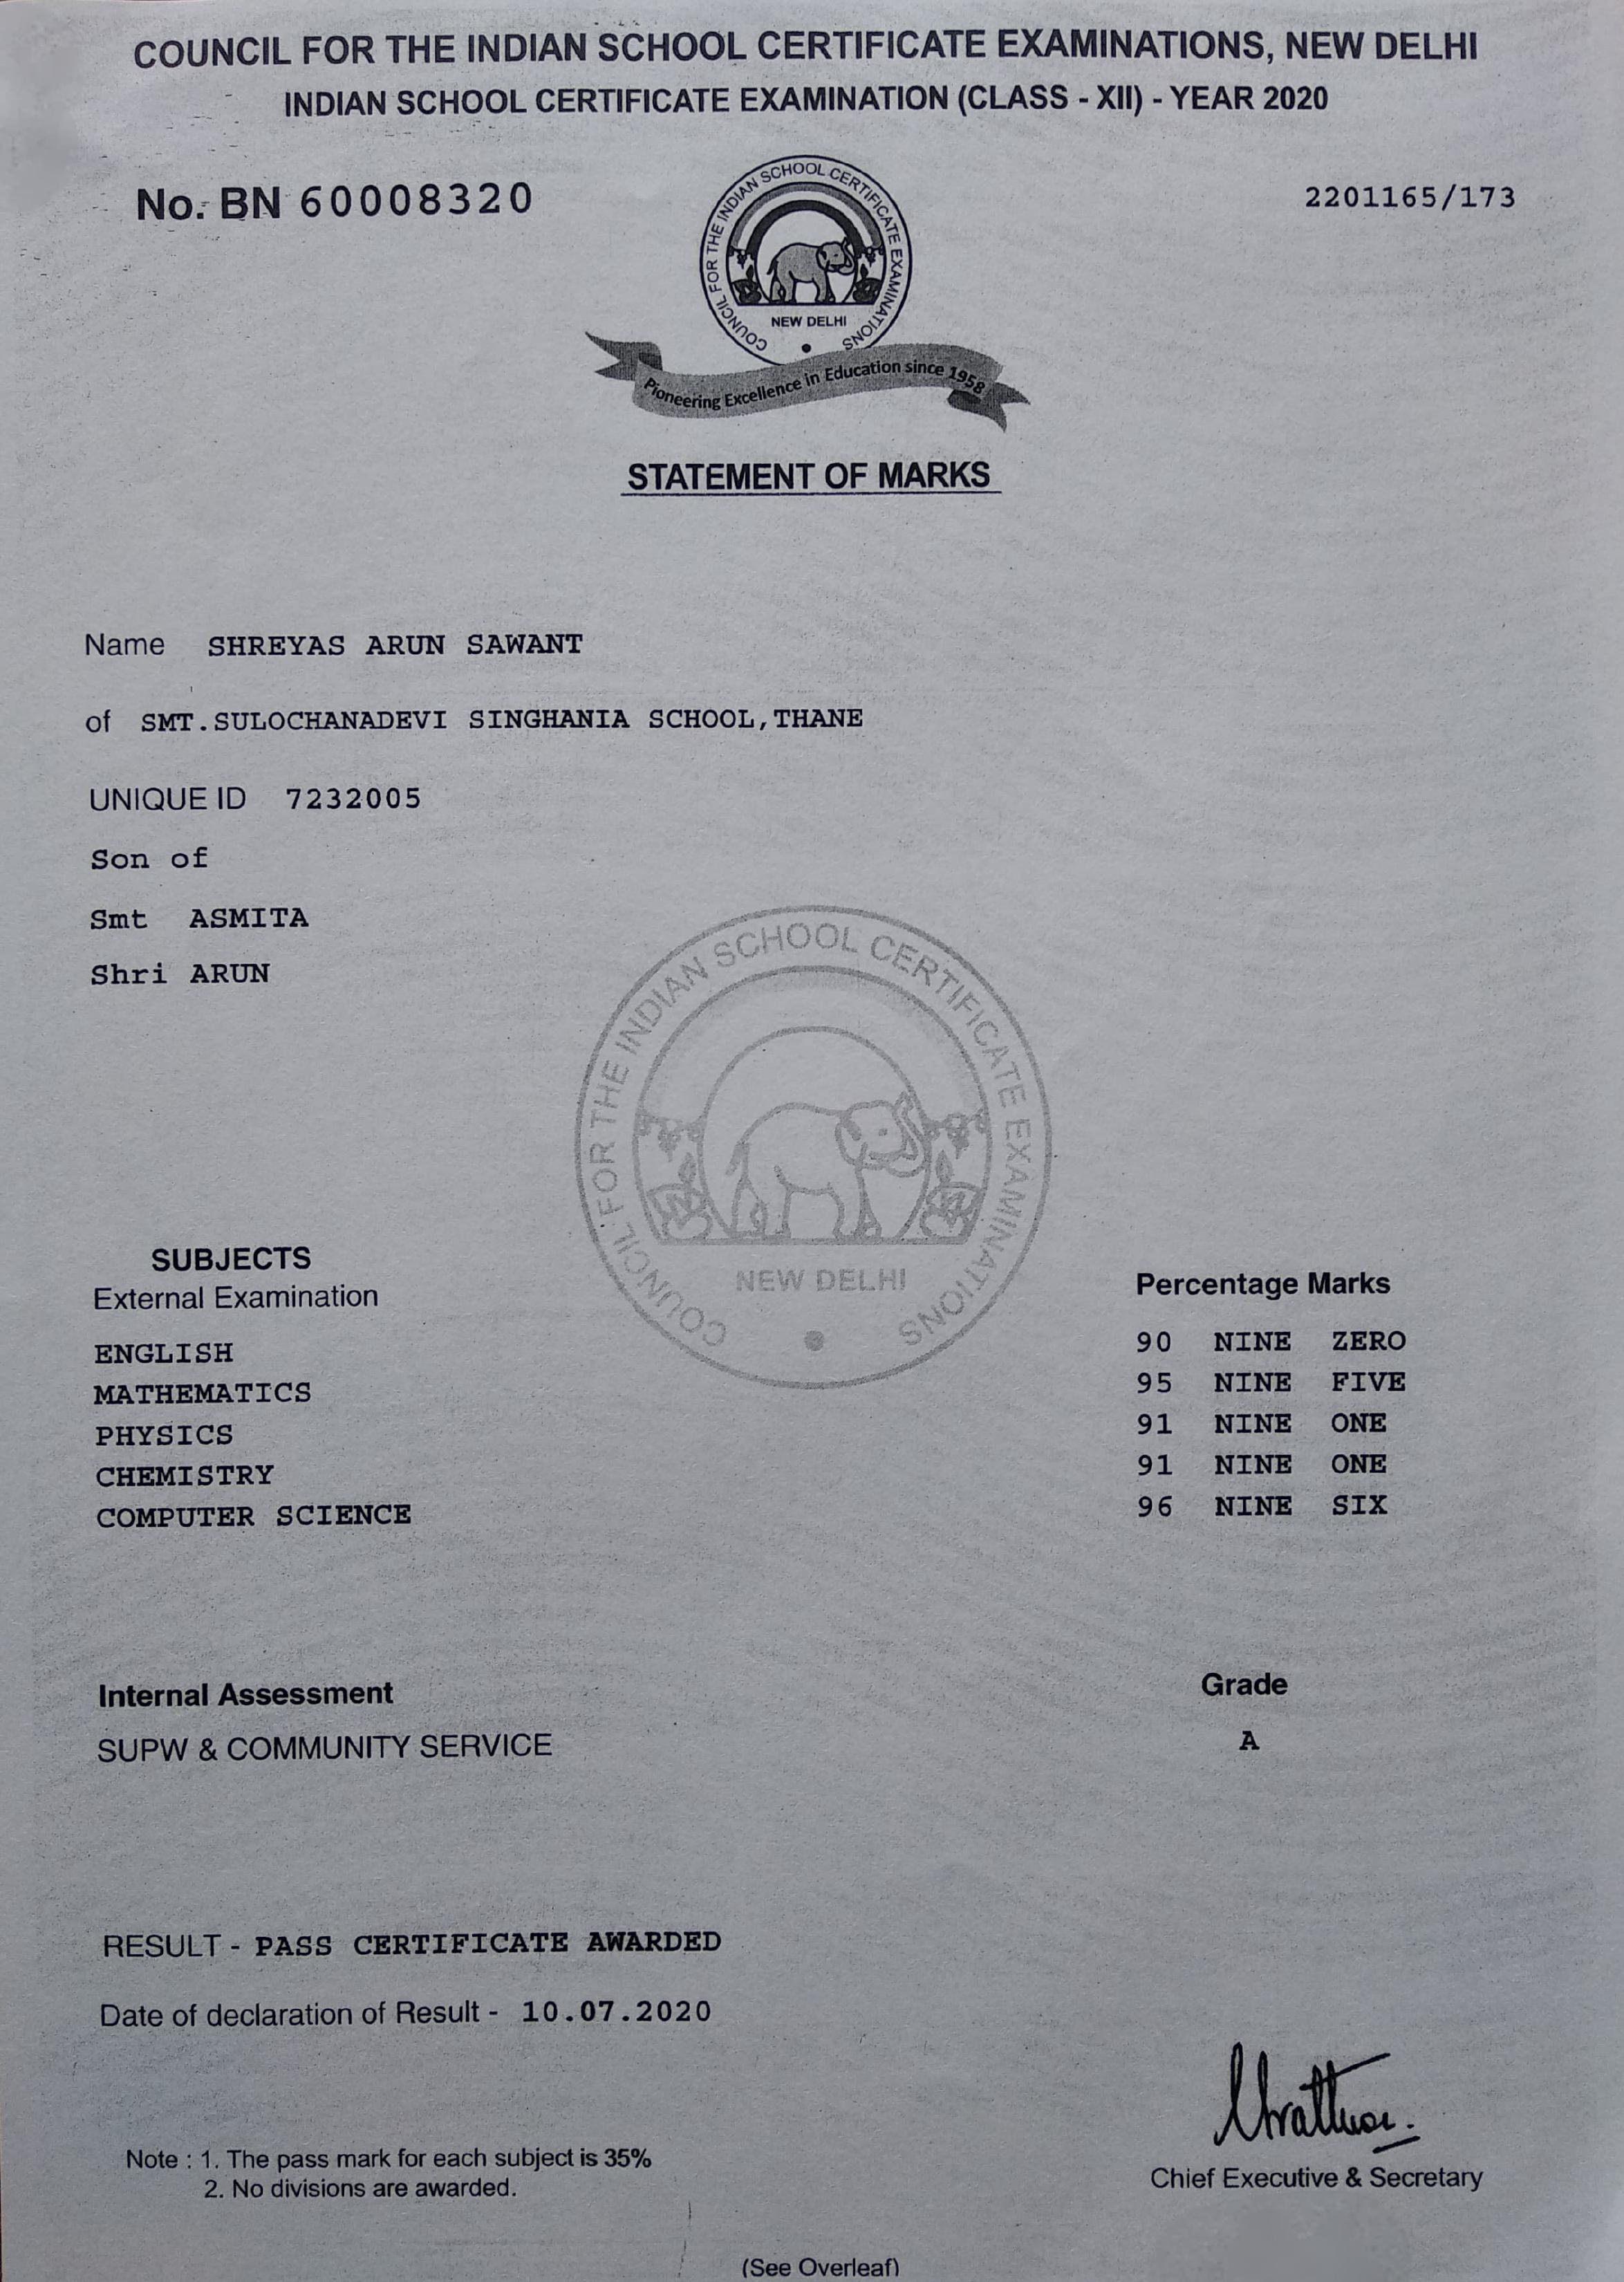 COUNCIL FOR THE INDIAN SCHOOL CERTIFICATE EXAMINATIONS, NEW DELHI
INDIAN SCHOOL CERTIFICATE EXAMINATION (CLASS - XII) - YEAR 2020
No. BN 60008320
2201165/173
COUNCIL FOR THE INDIAN SCHOOL CERTIFICATE EXAMINATIONS
NEW DELHI
Pioneering Excellence in Education since 1958
STATEMENT OF MARKS
Name SHREYAS ARUN SAWANT
of SMT.SULOCHANADEVI SINGHANIA SCHOOL,THANE
UNIQUE ID 7232005
Son of
Smt ASMITA
Shri ARUN
COUNCIL FOR THE INDIAN SCHOOL CERTIFICATE EXAMINATIONS
NEW DELHI
SUBJECTS
External Examination Percentage Marks
ENGLISH 90 NINE ZERO
MATHEMATICS 95 NINE FIVE
PHYSICS 91 NINE ONE
CHEMISTRY 91 NINE ONE
COMPUTER SCIENCE 96 NINE SIX
Internal Assessment Grade
SUPW & COMMUNITY SERVICE A
RESULT - PASS CERTIFICATE AWARDED
Date of declaration of Result - 10.07.2020
Note : 1. The pass mark for each subject is 35%
2. No divisions are awarded.
Chief Executive & Secretary
(See Overleaf)